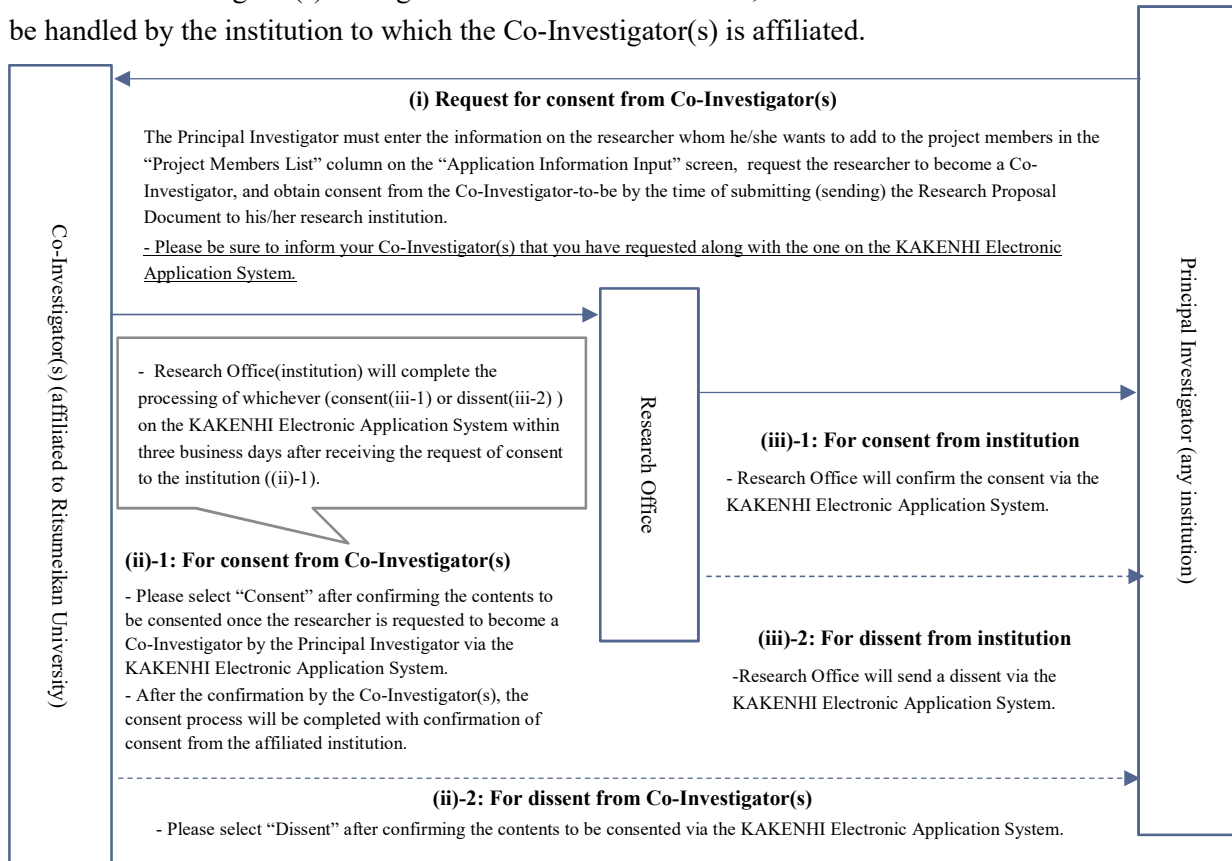 be handled by the institution to which the Co-Investigator(s) is affiliated.
(i) Request for consent from Co-Investigator(s)
The Principal Investigator must enter the information on the researcher whom he/she wants to add to the project members in the
“Project Members List” column on the “Application Information Input” screen, request the researcher to become a Co-
Investigator, and obtain consent from the Co-Investigator-to-be by the time of submitting (sending) the Research Proposal
Document to his/her research institution.
- Please be sure to inform your Co-Investigator(s) that you have requested along with the one on the KAKENHI Electronic
Application System.
Co-Investigator(s) (affiliated to Ritsumeikan University)
Principal Investigator (any institution)
- Research Office(institution) will complete the
processing of whichever (consent(iii-1) or dissent(iii-2) )
on the KAKENHI Electronic Application System within
three business days after receiving the request of consent
to the institution ((ii)-1).
Research Office
(iii)-1: For consent from institution
- Research Office will confirm the consent via the
KAKENHI Electronic Application System.
(ii)-1: For consent from Co-Investigator(s)
- Please select “Consent” after confirming the contents to
be consented once the researcher is requested to become a
Co-Investigator by the Principal Investigator via the
KAKENHI Electronic Application System.
- After the confirmation by the Co-Investigator(s), the
consent process will be completed with confirmation of
consent from the affiliated institution.
(iii)-2: For dissent from institution
-Research Office will send a dissent via the
KAKENHI Electronic Application System.
(ii)-2: For dissent from Co-Investigator(s)
- Please select “Dissent” after confirming the contents to be consented via the KAKENHI Electronic Application System.